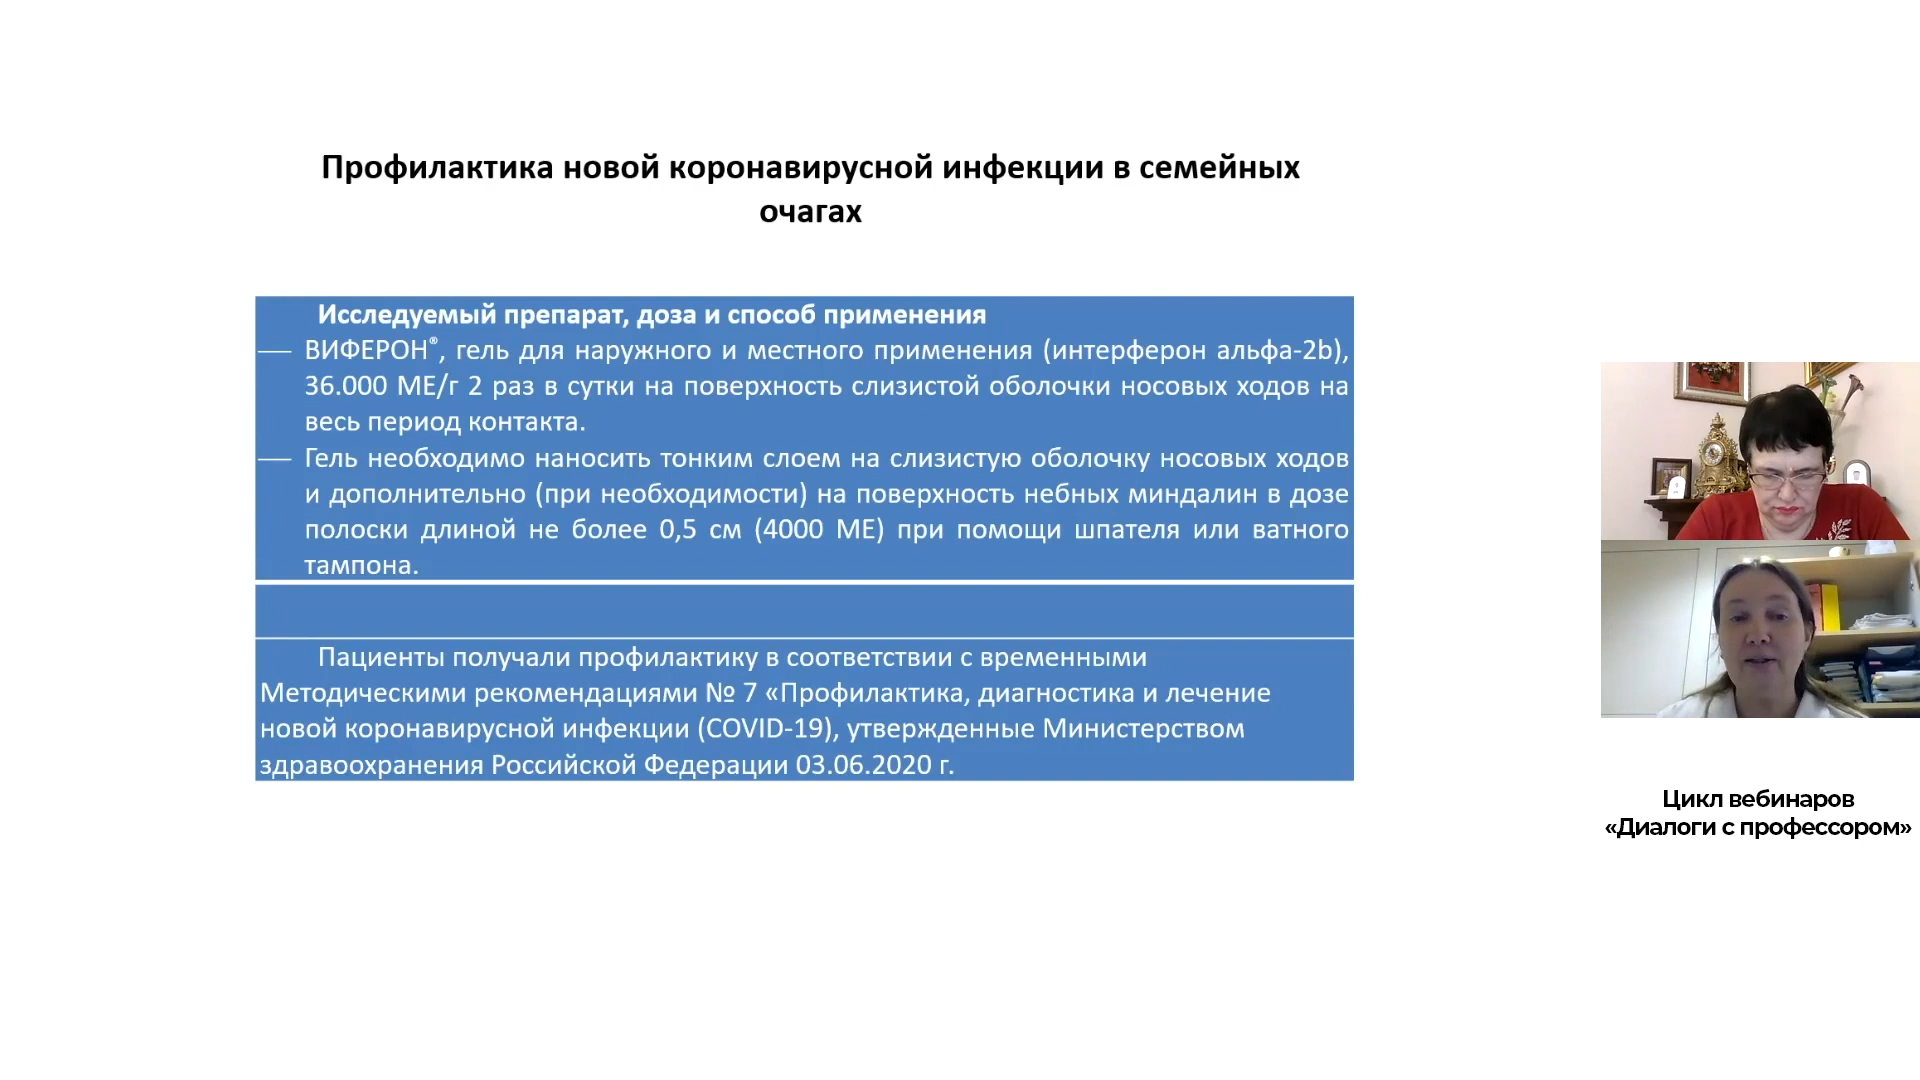 Профилактика новой коронавирусной инфекции в семейных
очагах
Исследуемый препарат, доза и способ применения
— ВИФЕРОН®, гель для наружного и местного применения (интерферон альфа-2b),
36.000 МЕ/г 2 раз в сутки на поверхность слизистой оболочки носовых ходов на
весь период контакта.
— Гель необходимо наносить тонким слоем на слизистую оболочку носовых ходов
и дополнительно (при необходимости) на поверхность небных миндалин в дозе
полоски длиной не более 0,5 см (4000 МЕ) при помощи шпателя или ватного
тампона.
Пациенты получали профилактику в соответствии с временными
Методическими рекомендациями № 7 «Профилактика, диагностика и лечение
новой коронавирусной инфекции (COVID-19), утвержденные Министерством
здравоохранения Российской Федерации 03.06.2020 г.
Цикл вебинаров
«Диалоги с профессором»